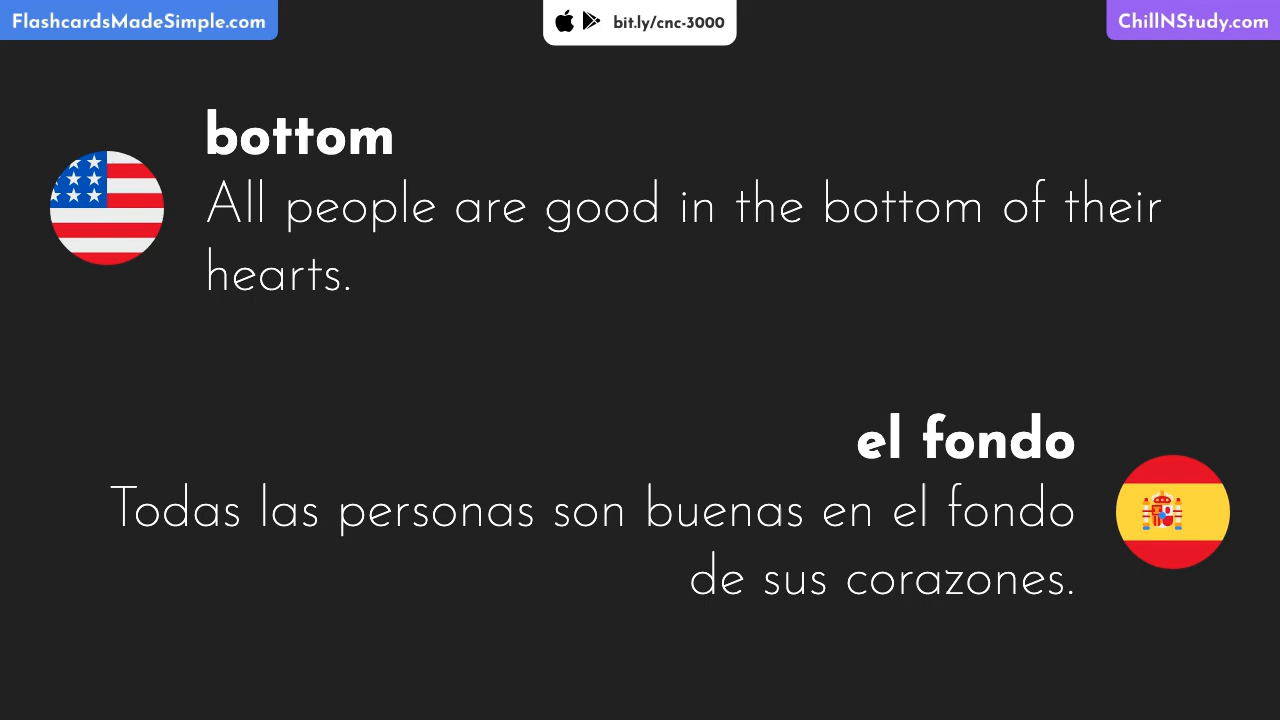 FlashcardsMadeSimple.com
bit.ly/cnc-3000
ChillNStudy.com
bottom
All people are good in the bottom of their
hearts.
el fondo
Todas las personas son buenas en el fondo
de sus corazones.